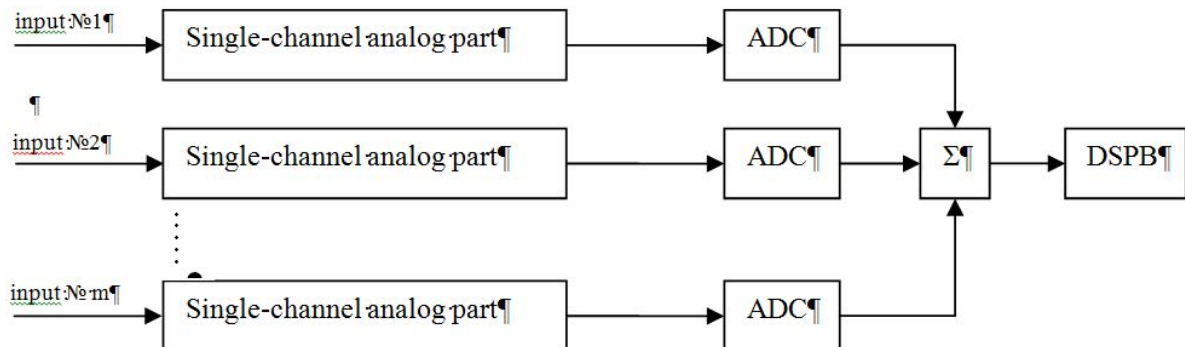 input·№1¶
Single-channel·analog·part¶
ADC¶
¶
input·№2¶
Single-channel·analog·part¶
ADC¶
Σ¶
DSPB¶
input·№·m¶
Single-channel·analog·part¶
ADC¶